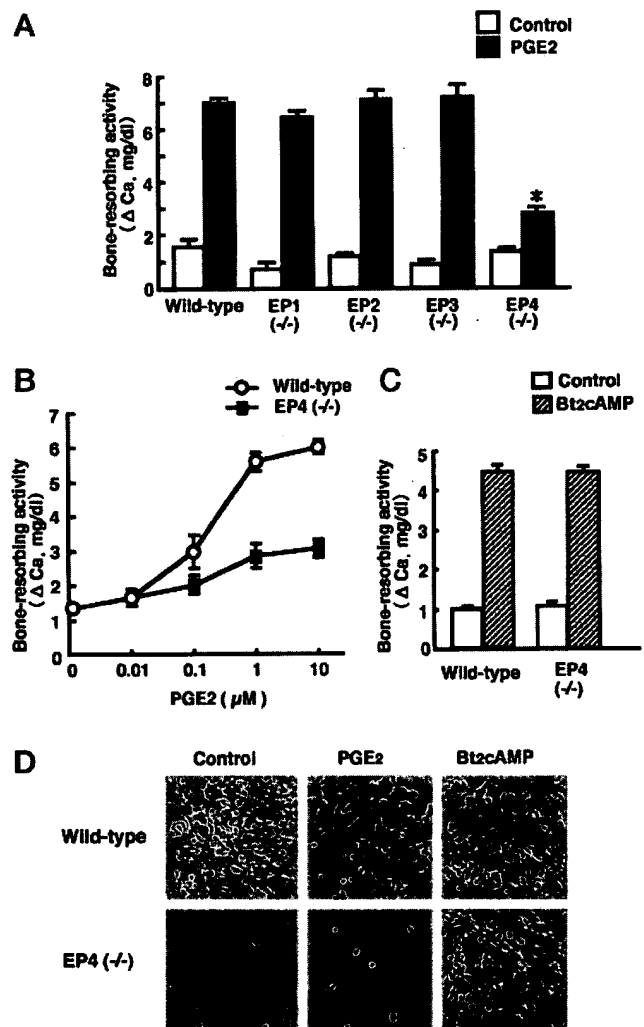 A
Control
PGE2
Bone-resorbing activity
( Δ Ca, mg/dl)
8
6
4
2
0
*
Wild-type
EP1
(-/-)
EP2
(-/-)
EP3
(-/-)
EP4
(-/-)
B
Wild-type
EP4 (-/-)
Bone-resorbing activity
( Δ Ca, mg/dl)
7
6
5
4
3
2
1
0
0 0.01 0.1 1 10
PGE2 ( µM)
C
Control
Bt2cAMP
Bone-resorbing activity
( Δ Ca, mg/dl)
5
4
3
2
1
0
Wild-type
EP4
(-/-)
D
Control PGE2 Bt2cAMP
Wild-type
EP4 (-/-)